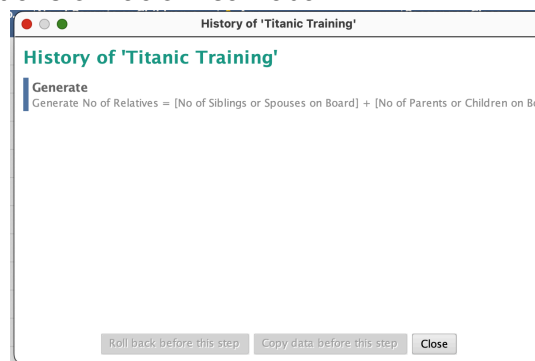 History of 'Titanic Training'
History of 'Titanic Training'
Generate
Generate No of Relatives = [No of Siblings or Spouses on Board] + [No of Parents or Children on
Roll back before this step Copy data before this step Close